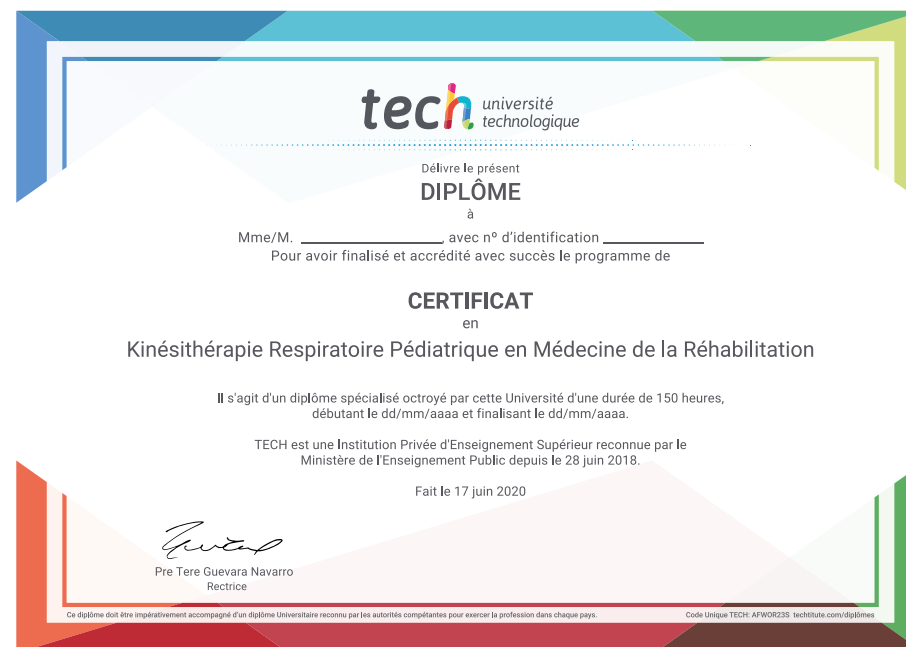 tech université
technologique
Délivre le présent
DIPLÔME
à
Mme/M. ____________________, avec nº d'identification ______________
Pour avoir finalisé et accrédité avec succès le programme de
CERTIFICAT
en
Kinésithérapie Respiratoire Pédiatrique en Médecine de la Réhabilitation
Il s'agit d'un diplôme spécialisé octroyé par cette Université d'une durée de 150 heures,
débutant le dd/mm/aaaa et finalisant le dd/mm/aaaa.
TECH est une Institution Privée d'Enseignement Supérieur reconnue par le
Ministère de l'Enseignement Public depuis le 28 juin 2018.
Fait le 17 juin 2020
Pre Tere Guevara Navarro
Rectrice
Ce diplôme doit être impérativement accompagné d'un diplôme Universitaire reconnu par les autorités compétentes pour exercer la profession dans chaque pays.
Code Unique TECH: AFWOR23S techtitute.com/diplômes